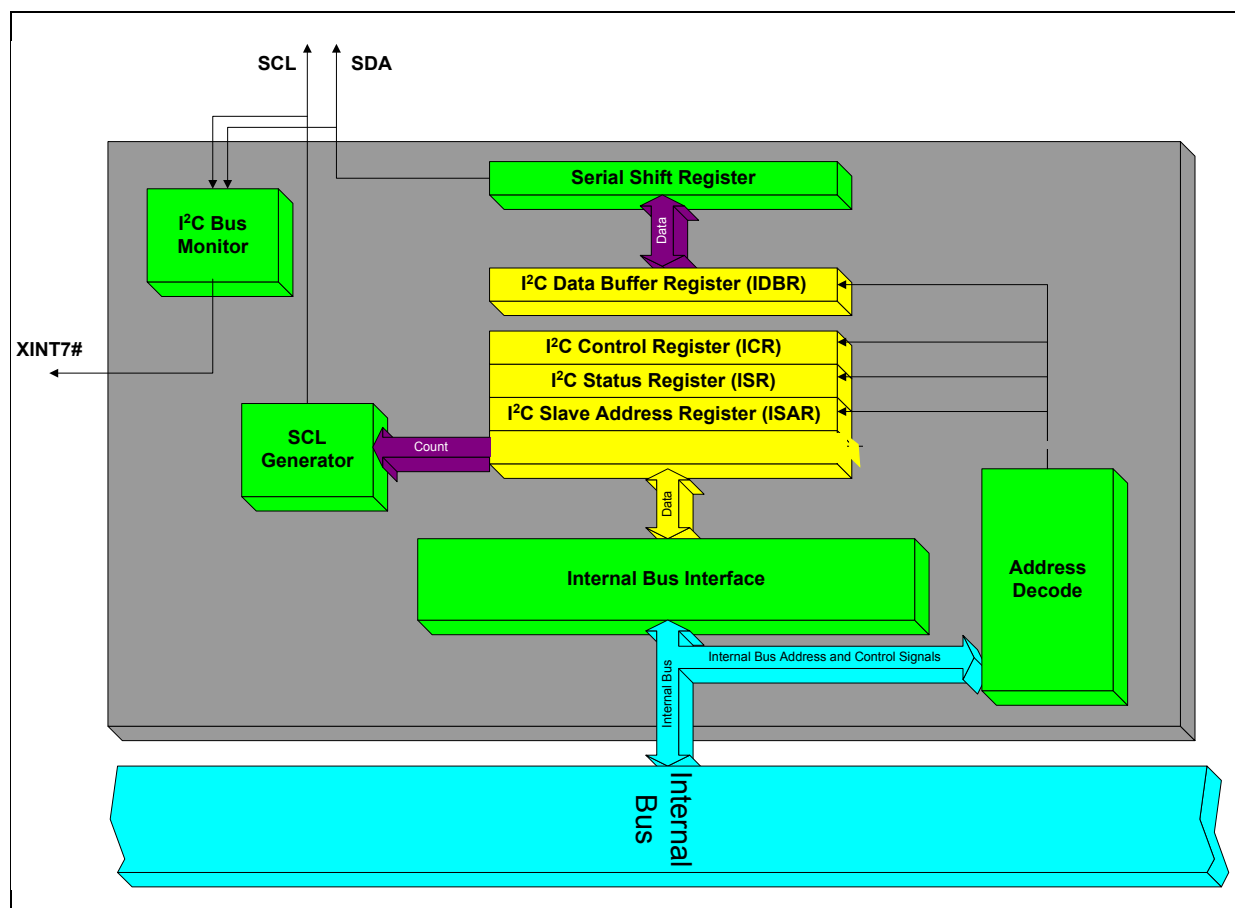 SCL SDA
Serial Shift Register
I²C Bus
Monitor
Data
I²C Data Buffer Register (IDBR)
XINT7#
I²C Control Register (ICR)
I²C Status Register (ISR)
I²C Slave Address Register (ISAR)
SCL
Generator
Count
Data
Internal Bus Interface
Address
Decode
Internal Bus Address and Control Signals
Internal Bus
Internal
Bus